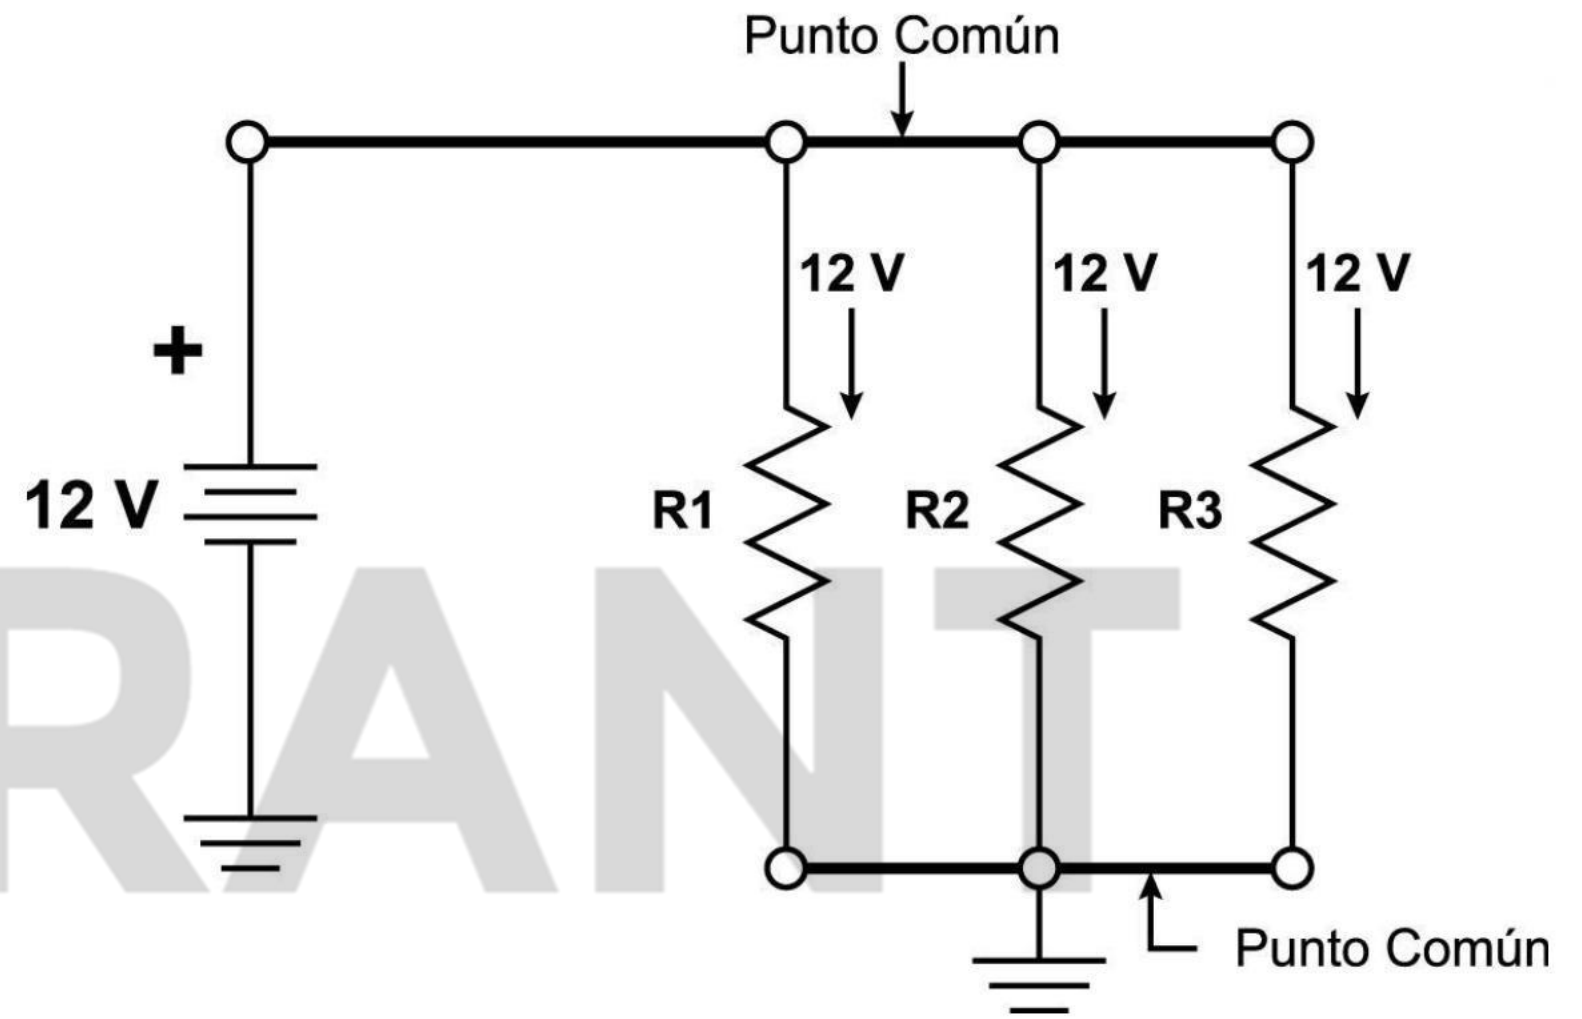 Punto Común
12 V
12 V
12 V
+
12 V
R1
R2
R3
RANT
Punto Común